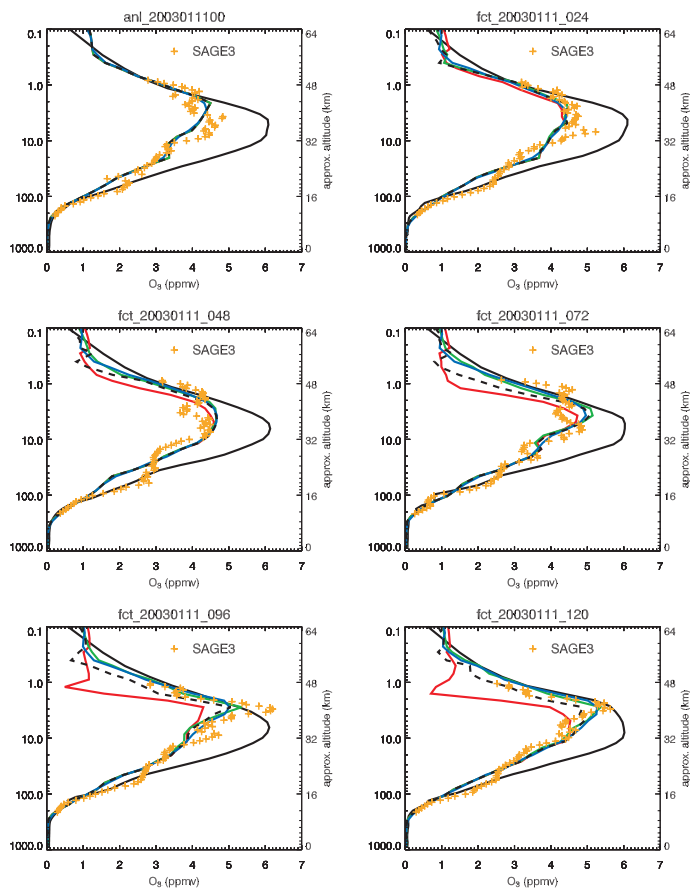 anl_2003011100
fct_20030111_024
0.1 64 0.1 64
SAGE3 SAGE3
1.0 48 1.0 48
10.0 32 10.0 32
100.0 16 100.0 16
1000.0 0 1000.0 0
approx. altitude (km) approx. altitude (km)
0 1 2 3 4 5 6 7 0 1 2 3 4 5 6 7
O3 (ppmv) O3 (ppmv)
fct_20030111_048
fct_20030111_072
0.1 64 0.1 64
SAGE3 SAGE3
1.0 48 1.0 48
10.0 32 10.0 32
100.0 16 100.0 16
1000.0 0 1000.0 0
approx. altitude (km) approx. altitude (km)
0 1 2 3 4 5 6 7 0 1 2 3 4 5 6 7
O3 (ppmv) O3 (ppmv)
fct_20030111_096
fct_20030111_120
0.1 64 0.1 64
SAGE3 SAGE3
1.0 48 1.0 48
10.0 32 10.0 32
100.0 16 100.0 16
1000.0 0 1000.0 0
approx. altitude (km) approx. altitude (km)
0 1 2 3 4 5 6 7 0 1 2 3 4 5 6 7
O3 (ppmv) O3 (ppmv)